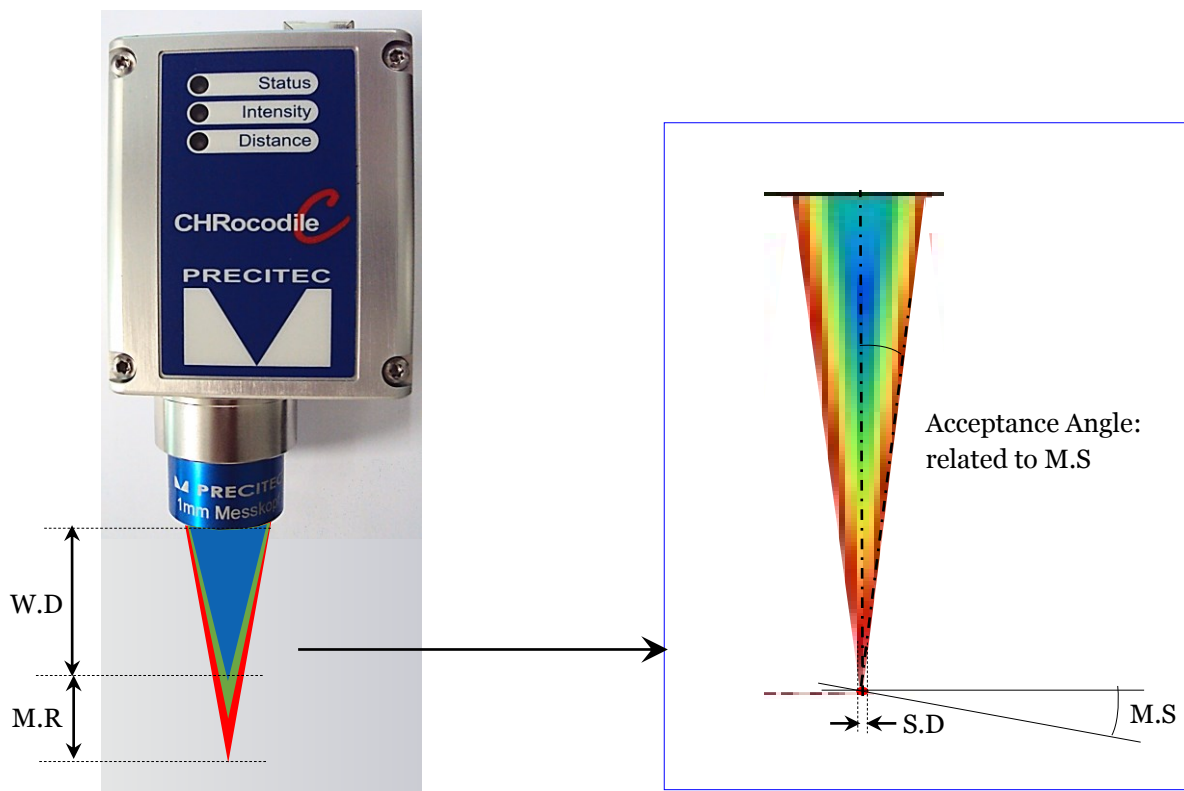 Status
Intensity
Distance
CHRocodile C
PRECITEC
PRECITEC
1mm Messkopf
W.D
M.R
Acceptance Angle:
related to M.S
S.D
M.S